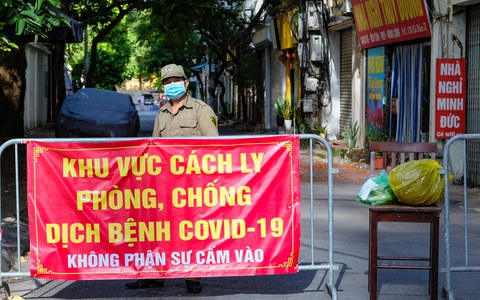 KHU VỰC CÁCH LY
PHÒNG, CHỐNG
DỊCH BỆNH COVID-19
KHÔNG PHẬN SỰ CẤM VÀO
NHÀ
NGHỈ
MINH
ĐỨC